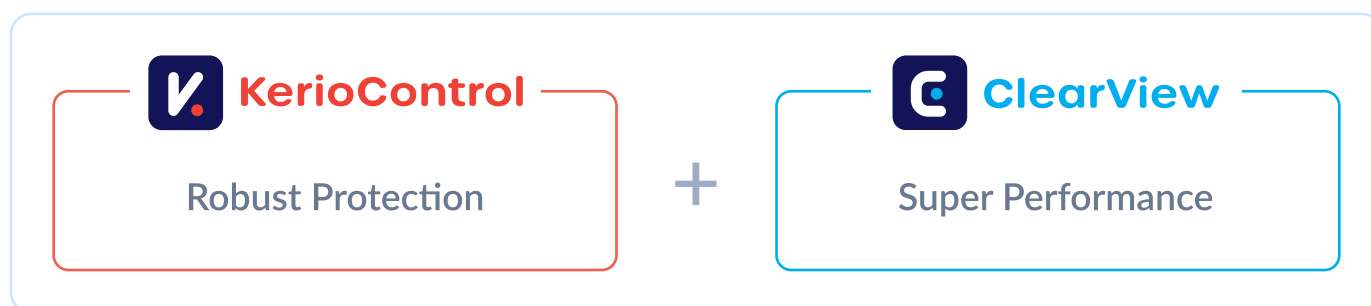 KerioControl
Robust Protection
+
ClearView
Super Performance